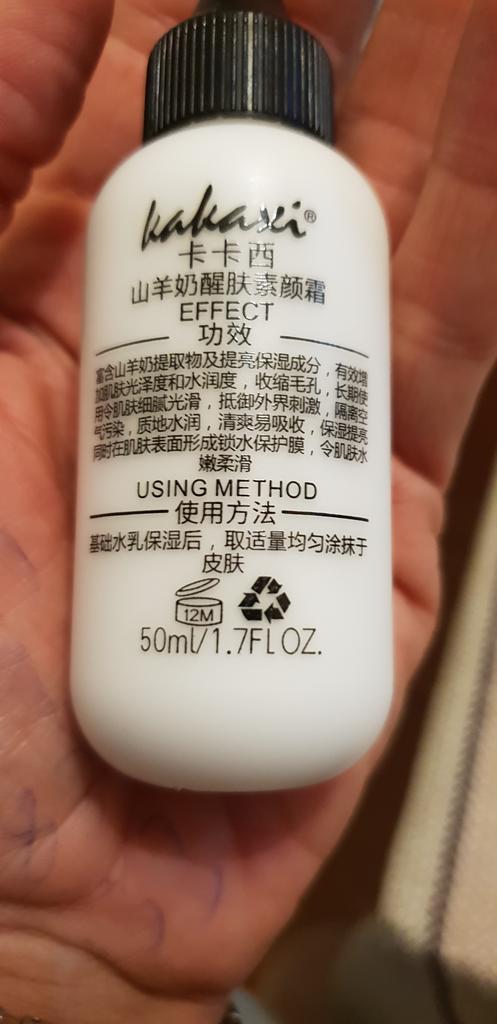 kakaxi®
卡卡西
山羊奶醒肤素颜霜
EFFECT
功效
富含山羊奶提取物及提亮保湿成分，有效增
加肌肤光泽度和水润度，收缩毛孔，长期使
用令肌肤细腻光滑，抵御外界刺激，隔离空
气污染，质地水润，清爽易吸收，保湿提亮
同时在肌肤表面形成锁水保护膜，令肌肤水
嫩柔滑
USING METHOD
使用方法
基础水乳保湿后，取适量均匀涂抹于
皮肤
12M
50ml/1.7FLOZ.